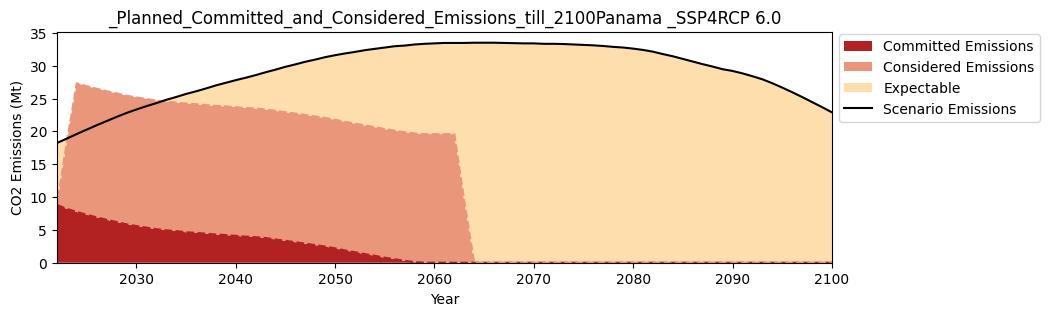 _Planned_Committed_and_Considered_Emissions_till_2100Panama _SSP4RCP 6.0
CO2 Emissions (Mt)
35
30
25
20
15
10
5
0
2030 2040 2050 2060 2070 2080 2090 2100
Year
Committed Emissions
Considered Emissions
Expectable
Scenario Emissions